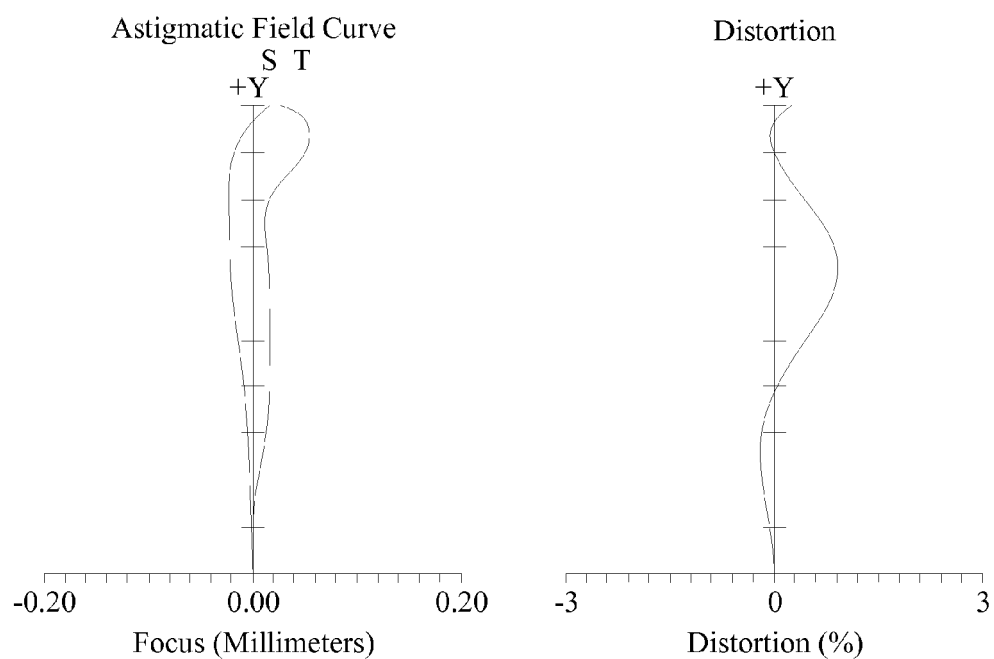 Astigmatic Field Curve
S T
+Y
-0.20 0.00 0.20
Focus (Millimeters)
Distortion
+Y
-3 0 3
Distortion (%)